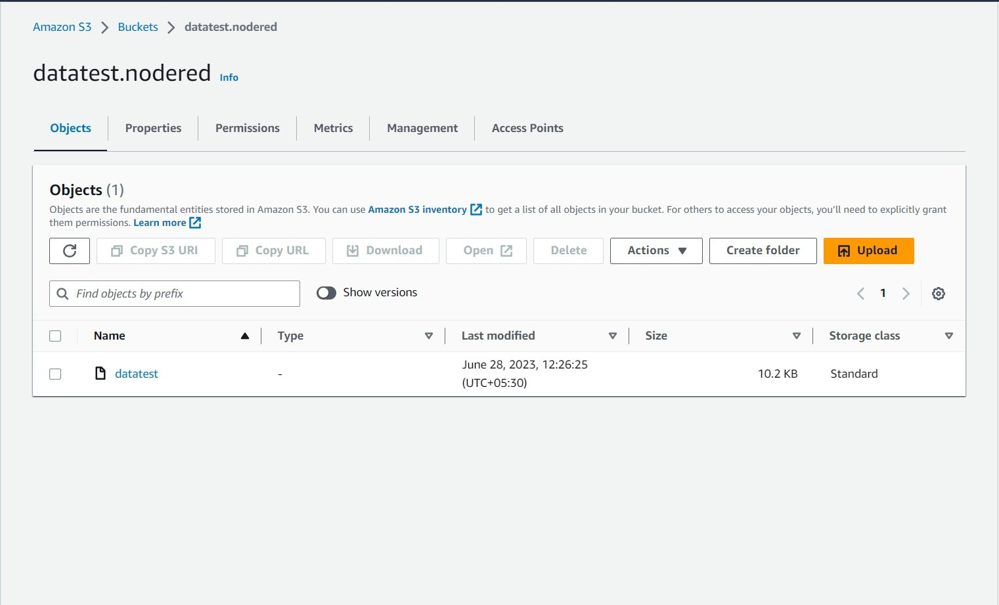 Amazon S3 > Buckets > datatest.nodered
datatest.nodered Info
Objects Properties Permissions Metrics Management Access Points
Objects (1)
Objects are the fundamental entities stored in Amazon S3. You can use Amazon S3 inventory to get a list of all objects in your bucket. For others to access your objects, you'll need to explicitly grant
them permissions. Learn more
Copy S3 URI Copy URL Download Open Delete Actions Create folder Upload
Find objects by prefix Show versions 1
Name Type Last modified Size Storage class
datatest - June 28, 2023, 12:26:25 10.2 KB Standard
(UTC+05:30)